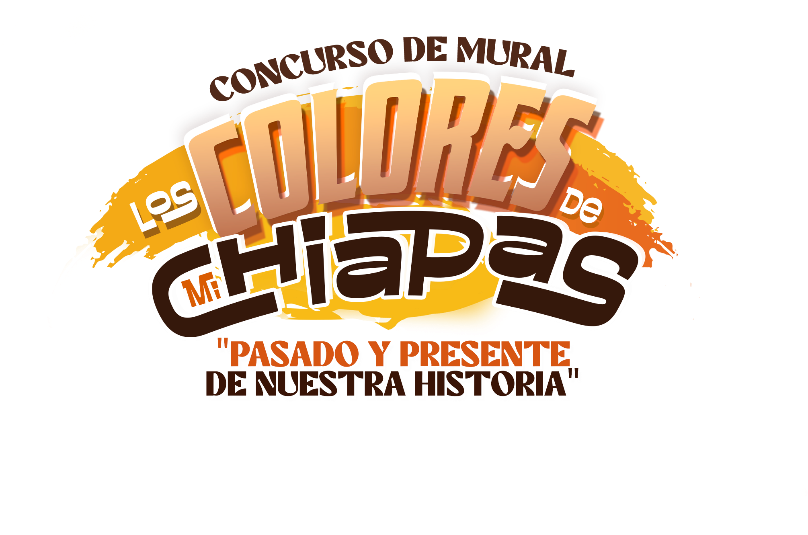 CONCURSO DE MURAL
LOS COLORES DE
Mi CHiaPas
"PASADO Y PRESENTE
DE NUESTRA HISTORIA"